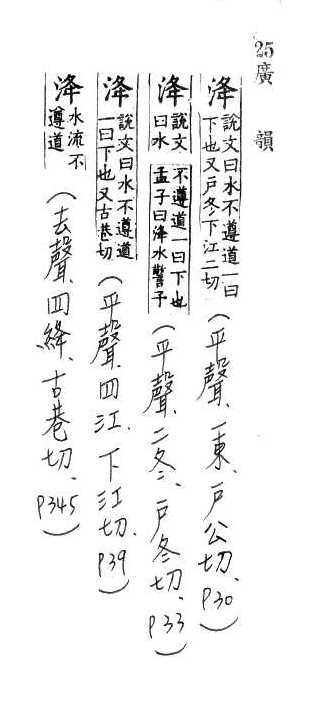 25廣韻
洚 說文曰水不遵道一曰
下也又戶冬下江二切
(平聲、一東、戶公切、P30)
洚 說文
曰水
不遵道一曰下也
孟子曰洚水警予
(平聲、二冬、戶冬切、P33)
洚 說文曰水不遵道
一曰下也又古巷切
(平聲、四江、下江切、P39)
洚 水流不
遵道
(去聲、四絳、古巷切、P345)